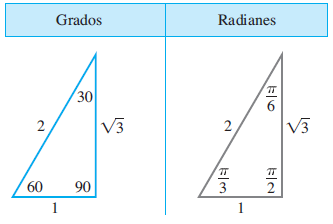 Grados
Radianes
30
2
√3
60
90
1
π/6
2
√3
π/3
π/2
1